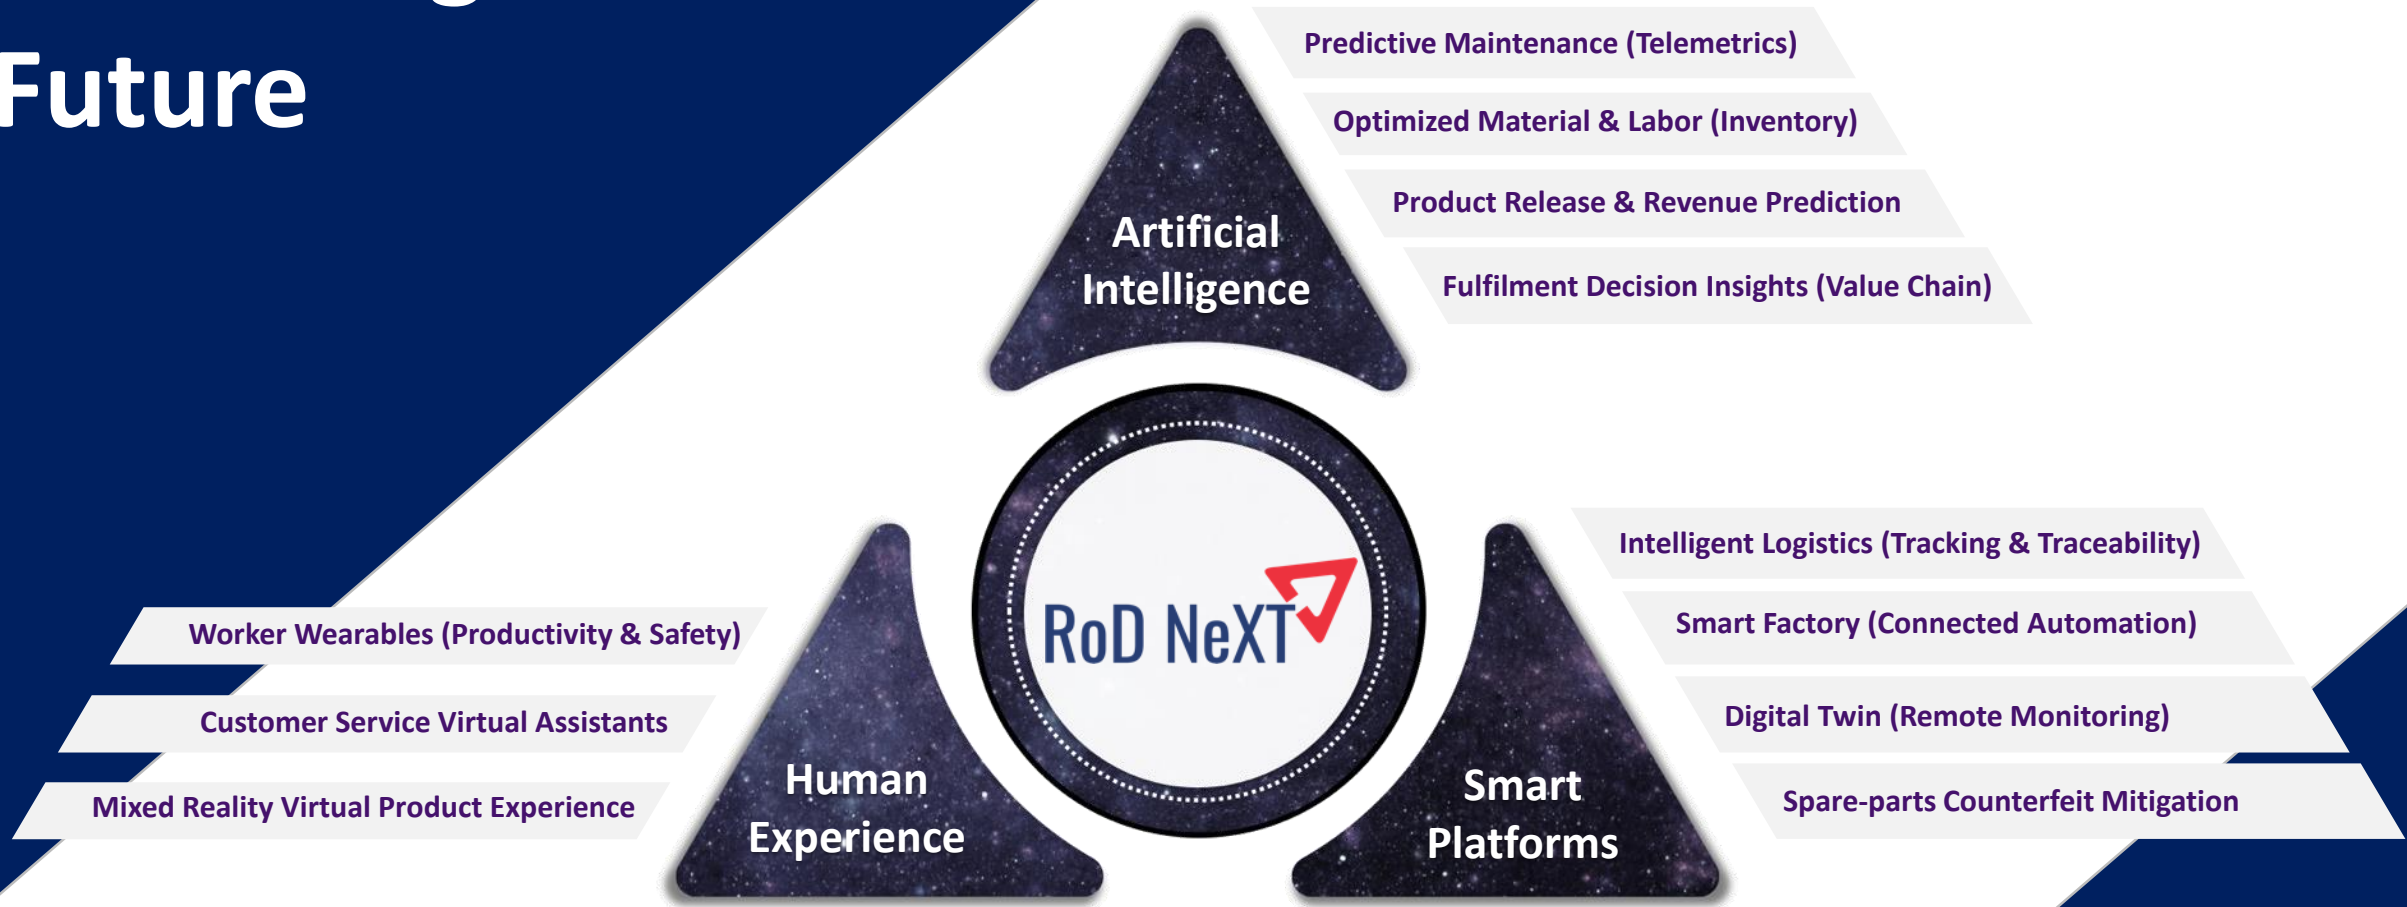 Future
Predictive Maintenance (Telemetrics)
Optimized Material & Labor (Inventory)
Product Release & Revenue Prediction
Fulfilment Decision Insights (Value Chain)
Artificial
Intelligence
RoD NeXT
Intelligent Logistics (Tracking & Traceability)
Smart Factory (Connected Automation)
Digital Twin (Remote Monitoring)
Spare-parts Counterfeit Mitigation
Smart
Platforms
Worker Wearables (Productivity & Safety)
Customer Service Virtual Assistants
Mixed Reality Virtual Product Experience
Human
Experience